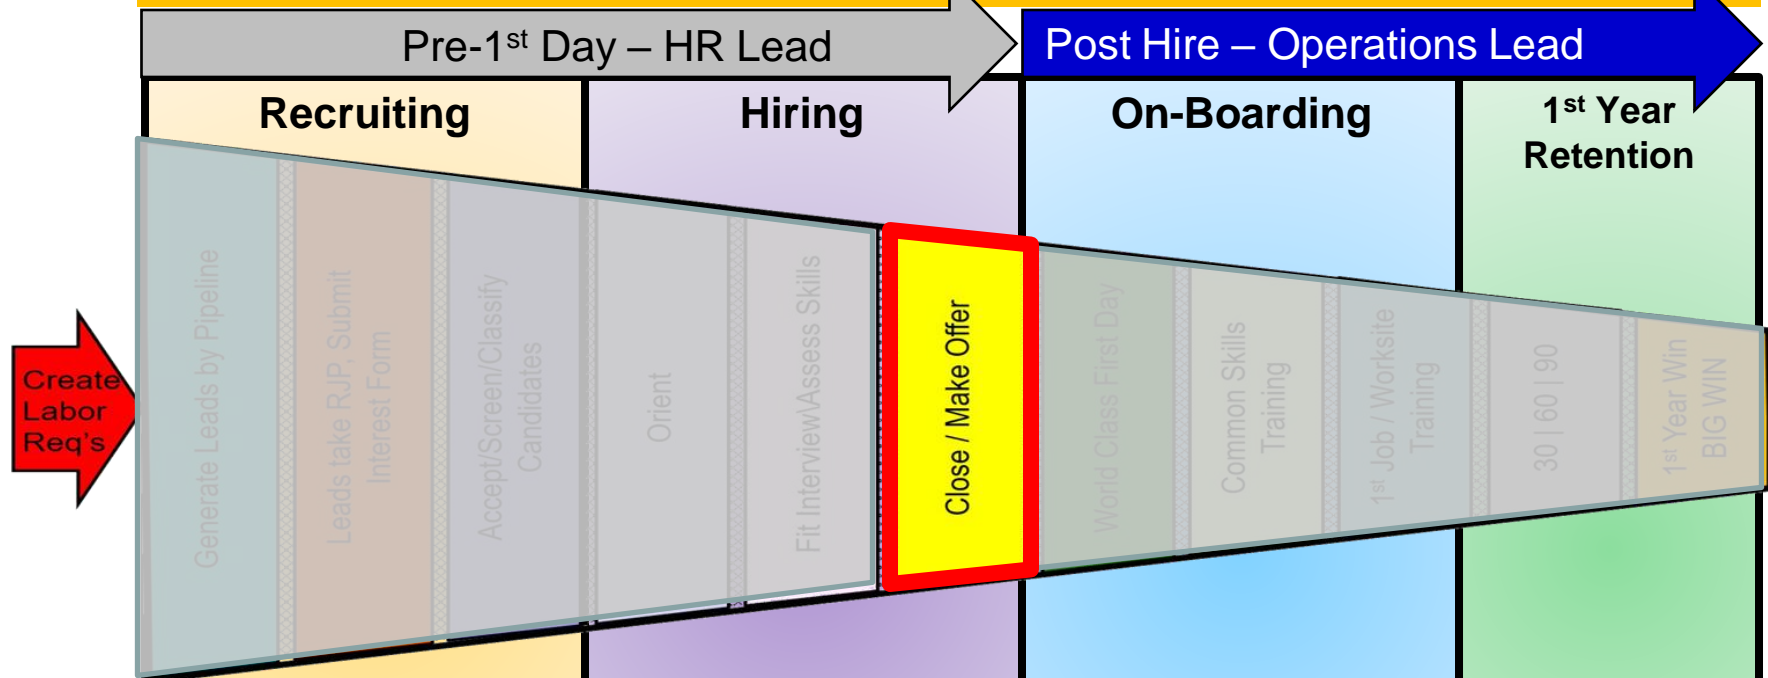 Pre-1st Day – HR Lead
Post Hire – Operations Lead
Recruiting
Hiring
On-Boarding
1st Year
Retention
Create
Labor
Req's
Generate Leads by Pipeline
Leads take RJP, Submit
Interest Form
Accept/Screen/Classify
Candidates
Orient
Fit Interview\Assess Skills
Close / Make Offer
World Class First Day
Common Skills
Training
1st Job / Worksite
Training
30 | 60 | 90
1st Year Win
BIG WIN